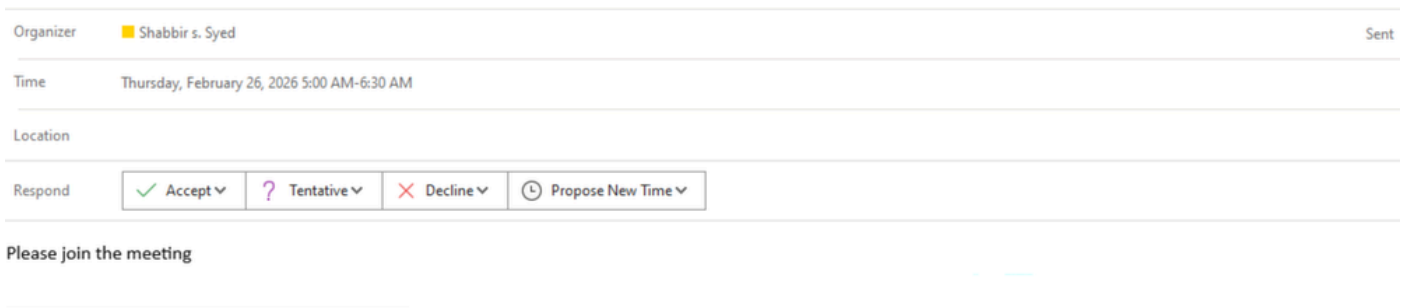 Organizer Shabbir s. Syed Sent
Time Thursday, February 26, 2026 5:00 AM-6:30 AM
Location
Respond Accept Tentative Decline Propose New Time
Please join the meeting